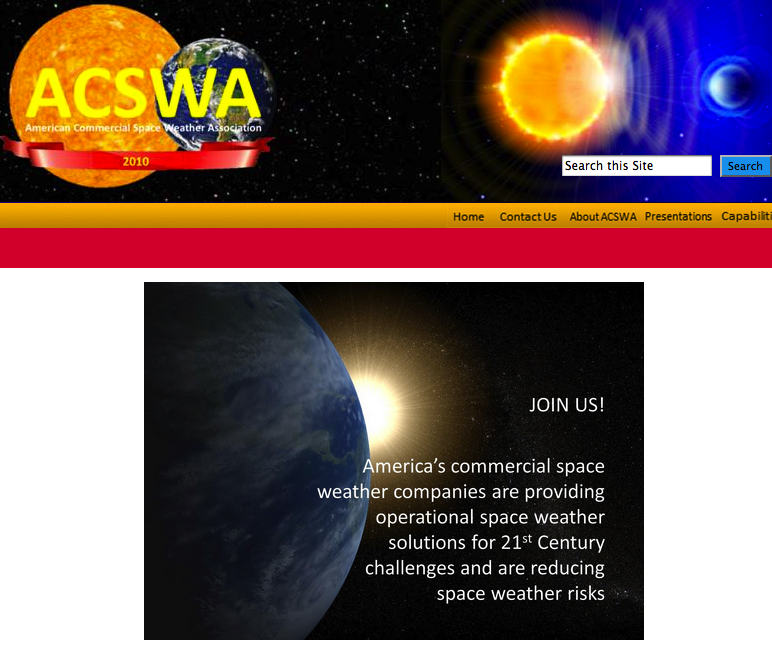 ACSWA
American Commercial Space Weather Association
2010
Search this Site
Search
Home Contact Us About ACSWA Presentations Capabiliti
JOIN US!
America’s commercial space
weather companies are providing
operational space weather
solutions for 21st Century
challenges and are reducing
space weather risks